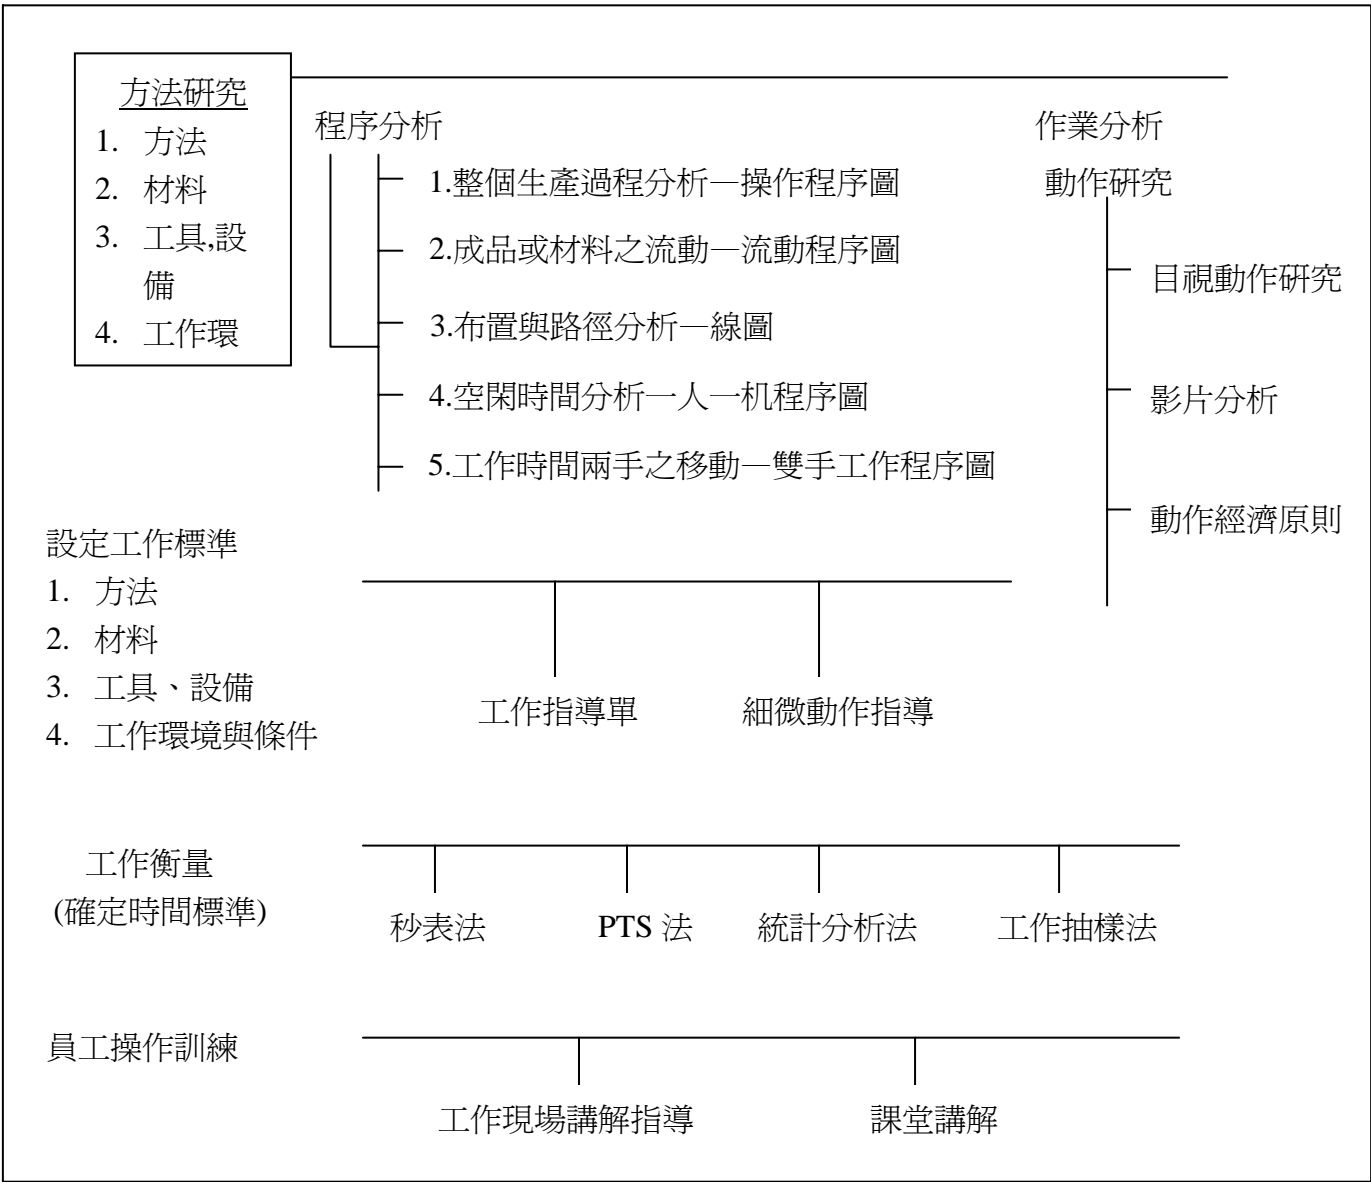 方法研究
1. 方法
2. 材料
3. 工具,設
備
4. 工作環
程序分析
1.整個生產過程分析—操作程序圖
2.成品或材料之流動—流動程序圖
3.布置與路徑分析—線圖
4.空閑時間分析一人一机程序圖
5.工作時間兩手之移動—雙手工作程序圖
作業分析
動作研究
目視動作研究
影片分析
動作經濟原則
設定工作標準
1. 方法
2. 材料
3. 工具、設備
4. 工作環境與條件
工作指導單
細微動作指導
工作衡量
(確定時間標準)
秒表法
PTS 法
統計分析法
工作抽樣法
員工操作訓練
工作現場講解指導
課堂講解